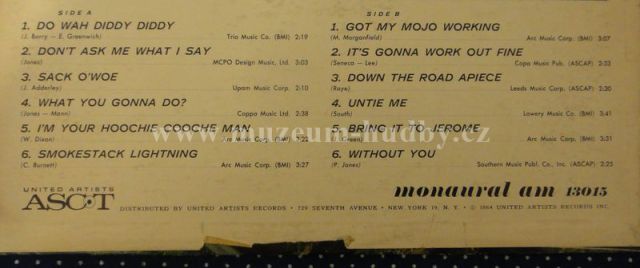 SIDE A
1. DO WAH DIDDY DIDDY
(J. Barry — E. Greenwich) Trio Music Co. (BMI) 2:19
2. DON'T ASK ME WHAT I SAY
(Jones) MCPO Design Music, Ltd. 3:03
3. SACK O'WOE
(J. Adderley) Upam Music Corp. 2:10
4. WHAT YOU GONNA DO?
(Jones — Mann) Coppa Music Ltd. 2:38
5. I'M YOUR HOOCHIE COOCHE MAN
(W. Dixon) Music Corp. (BMI)
6. SMOKESTACK LIGHTNING
(C. Burnett) Arc Music Corp. (BMI) 3:27
SIDE B
1. GOT MY MOJO WORKING
(M. Morganfield) Arc Music Corp. (BMI) 3:07
2. IT'S GONNA WORK OUT FINE
(Seneca — Lee) Copa Music Pub. (ASCAP) 2:33
3. DOWN THE ROAD APIECE
(Raye) Leeds Music Corp. (ASCAP) 2:30
4. UNTIE ME
(South) Lowery Music Co. (BMI) 3:41
5. BRING IT TO JEROME
Green) Arc Music Corp. (BMI)
6. WITHOUT YOU
(P. Jones) Southern Music Publ. Co., Inc. (ASCAP) 2:25
www.muzeum-hudby.cz
UNITED ARTISTS
ASCOT
monaural am 13015
DISTRIBUTED BY UNITED ARTISTS RECORDS • 729 SEVENTH AVENUE • NEW YORK 19, N. Y. • © 1964 UNITED ARTISTS RECORDS INC.